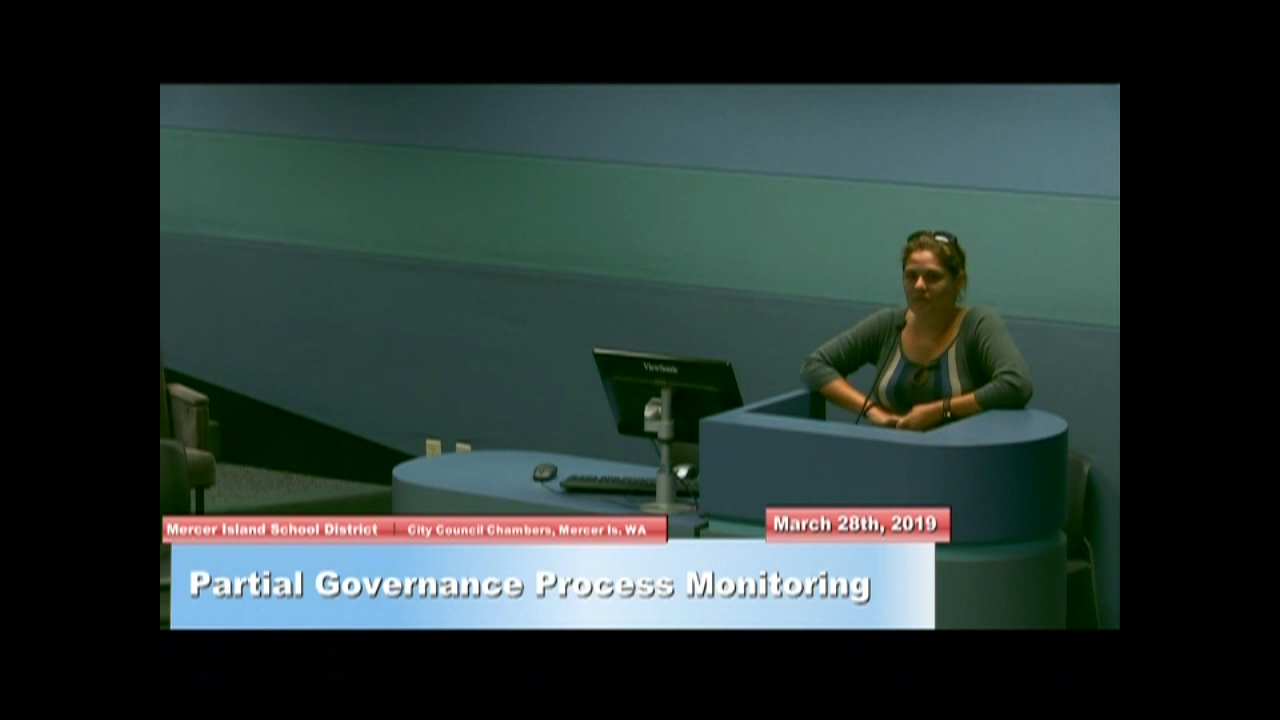 ViewSonic
Mercer Island School District | City Council Chambers, Mercer Is, WA
March 28th, 2019
Partial Governance Process Monitoring